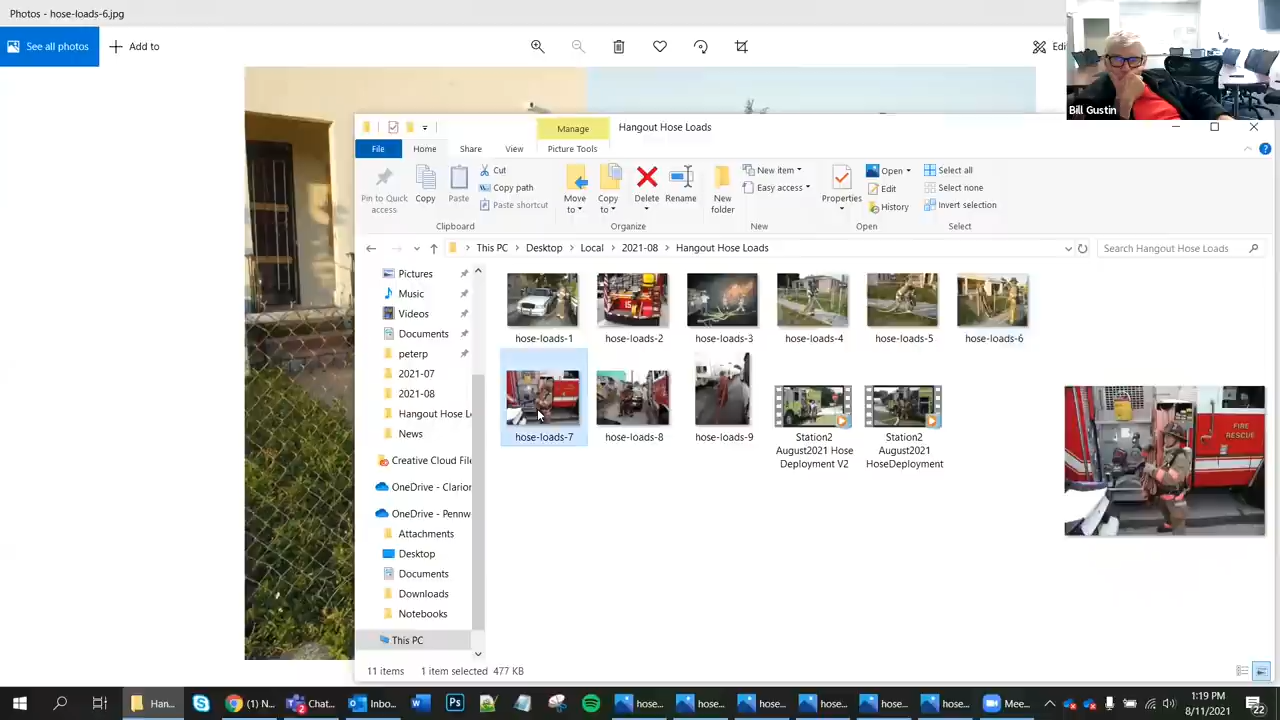 Photos - hose-loads-6.jpg
See all photos
Add to
Bill Gustin
Manage
Hangout Hose Loads
File
Home
Share
View
Picture Tools
Pin to Quick access
Copy
Paste
Cut
Copy path
Paste shortcut
Clipboard
Move to
Copy to
Delete
Rename
Organize
New folder
New item
Easy access
New
Properties
Open
Edit
History
Open
Select all
Select none
Invert selection
Select
This PC > Desktop > Local > 2021-08 > Hangout Hose Loads
Search Hangout Hose Loads
Pictures
Music
Videos
Documents
peterp
2021-07
2021-08
Hangout Hose L
News
Creative Cloud File
OneDrive - Clarion
OneDrive - Pennw
Attachments
Desktop
Documents
Downloads
Notebooks
This PC
hose-loads-1
hose-loads-2
hose-loads-3
hose-loads-4
hose-loads-5
hose-loads-6
hose-loads-7
hose-loads-8
hose-loads-9
Station2
August2021 Hose
Deployment V2
Station2
August2021
HoseDeployment
FIRE
RESCUE
11 items 1 item selected 477 KB
Han...
(1) N...
Chat...
Inbo...
hose...
hose...
hose...
hose...
hose...
hose...
Mee...
1:19 PM
8/11/2021
22